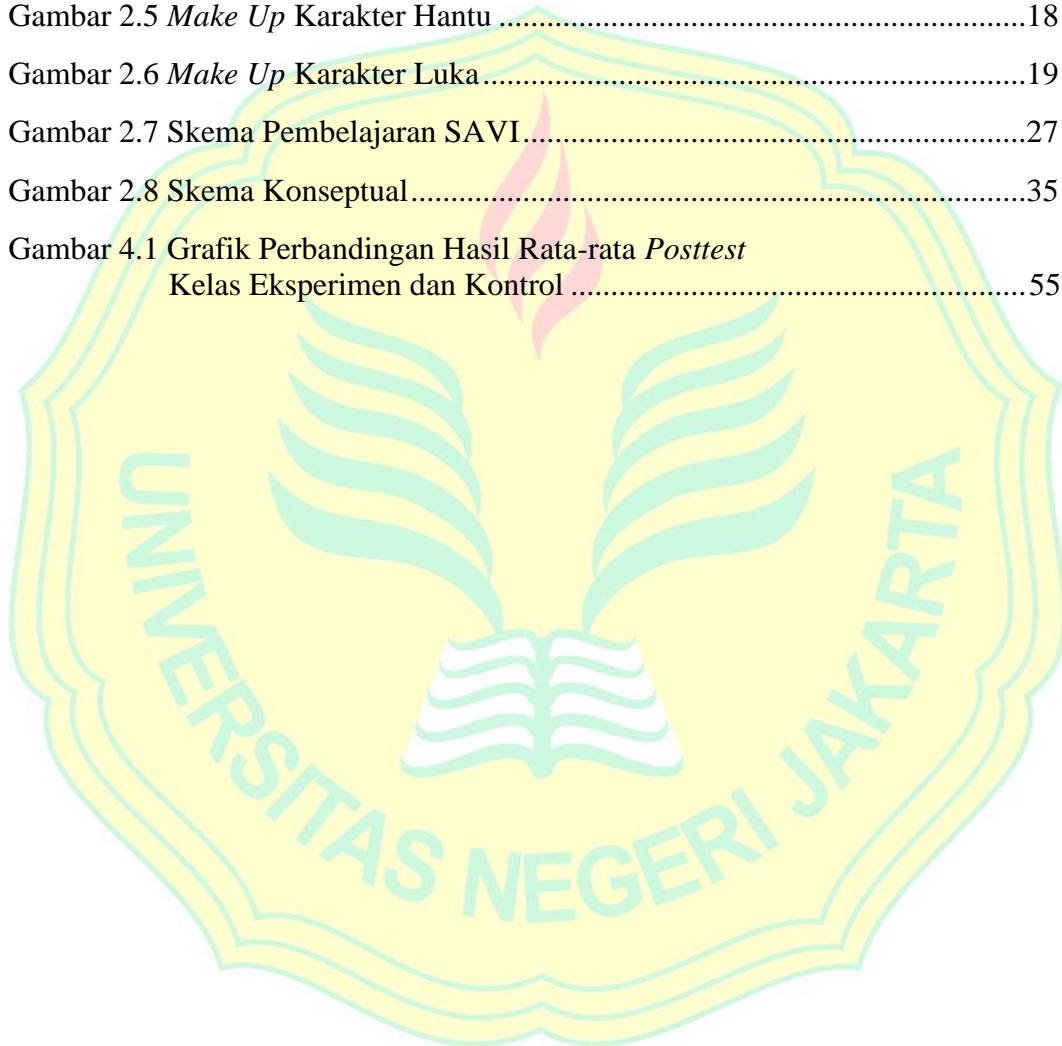 Gambar 2.5 Make Up Karakter Hantu ................................................................18
Gambar 2.6 Make Up Karakter Luka..................................................................19
Gambar 2.7 Skema Pembelajaran SAVI.............................................................27
Gambar 2.8 Skema Konseptual...........................................................................35
Gambar 4.1 Grafik Perbandingan Hasil Rata-rata Posttest
Kelas Eksperimen dan Kontrol .......................................................55
UNIVERSITAS NEGERI JAKARTA